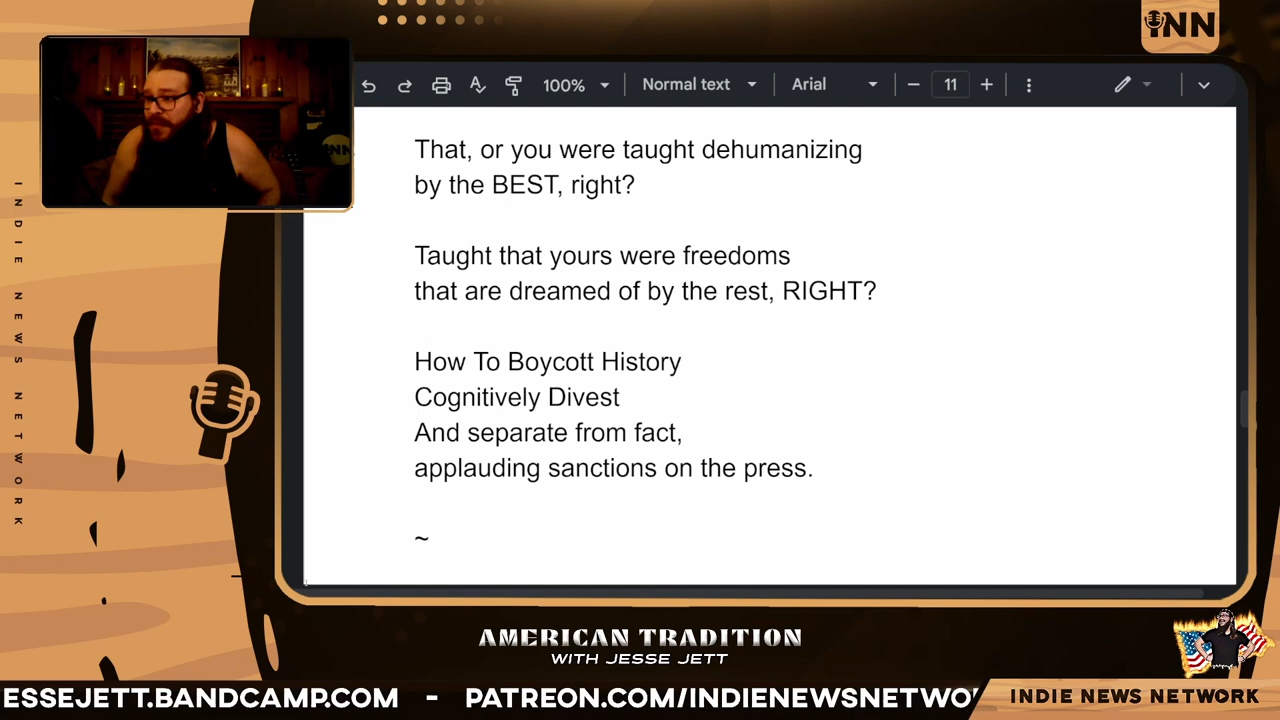 iNN
100%
Normal text
Arial
11
That, or you were taught dehumanizing
by the BEST, right?
Taught that yours were freedoms
that are dreamed of by the rest, RIGHT?
How To Boycott History
Cognitively Divest
And separate from fact,
applauding sanctions on the press.
~
INDIE NEWS NETWORK
AMERICAN TRADITION
WITH JESSE JETT
ESSEJETT.BANDCAMP.COM - PATREON.COM/INDIENEWSNETWO
INDIE NEWS NETWORK